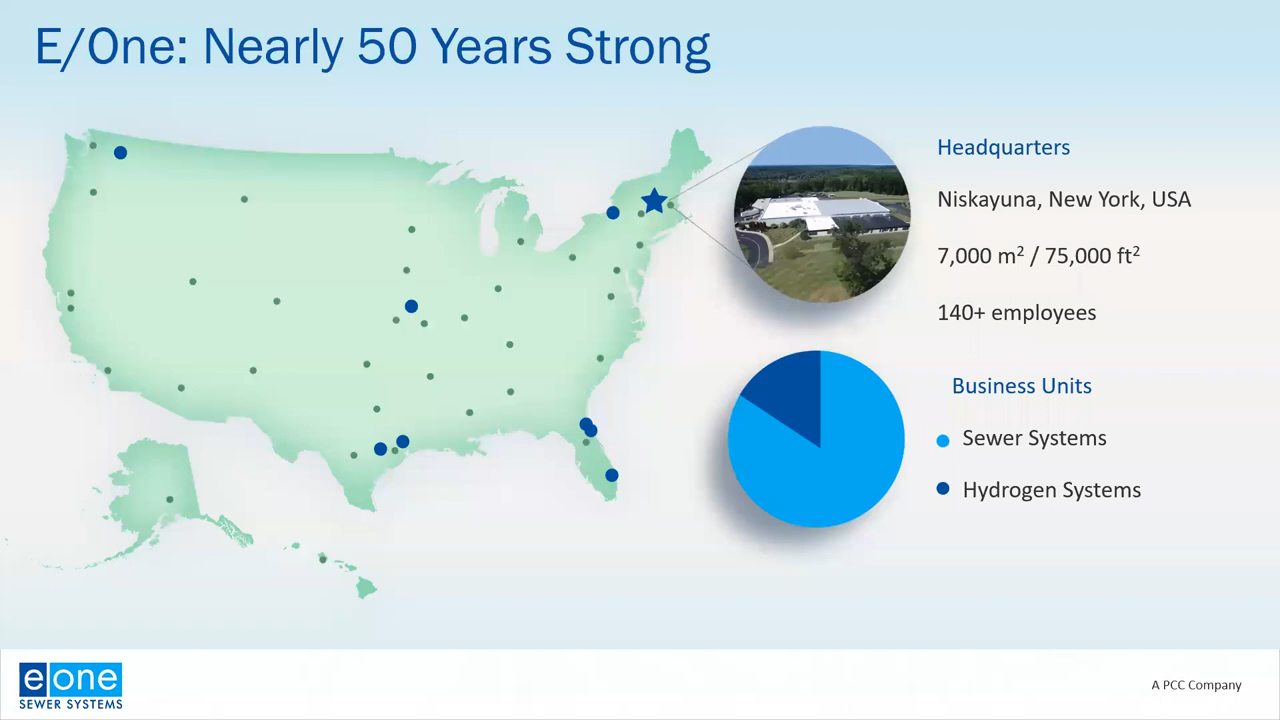 E/One: Nearly 50 Years Strong
Headquarters
Niskayuna, New York, USA
7,000 m² / 75,000 ft²
140+ employees
Business Units
Sewer Systems
Hydrogen Systems
e one
SEWER SYSTEMS
A PCC Company